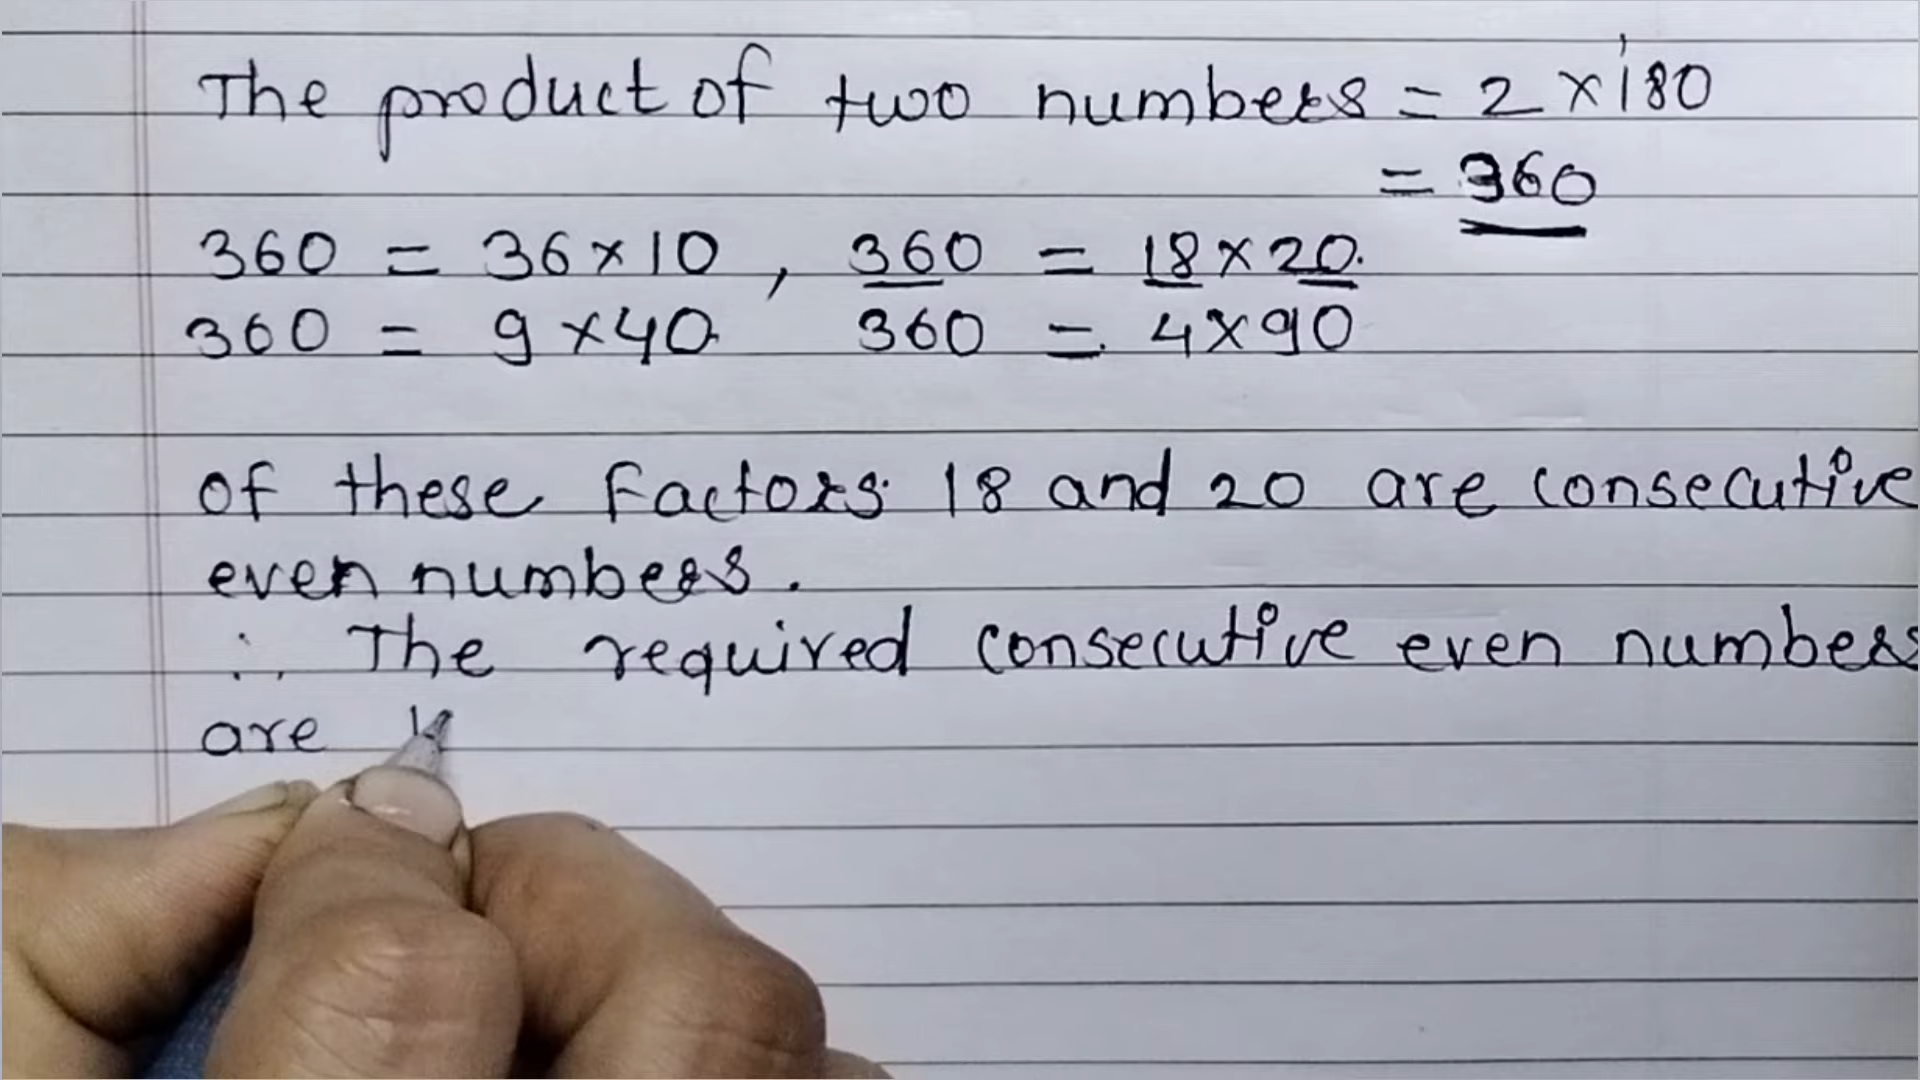 The product of two numbers = 2 × 180
= 360
360 = 36 × 10 , 360 = 18 × 20.
360 = 9 × 40 360 = 4 × 90
of these factors 18 and 20 are consecutive
even numbers.
∴ The required consecutive even numbers
are